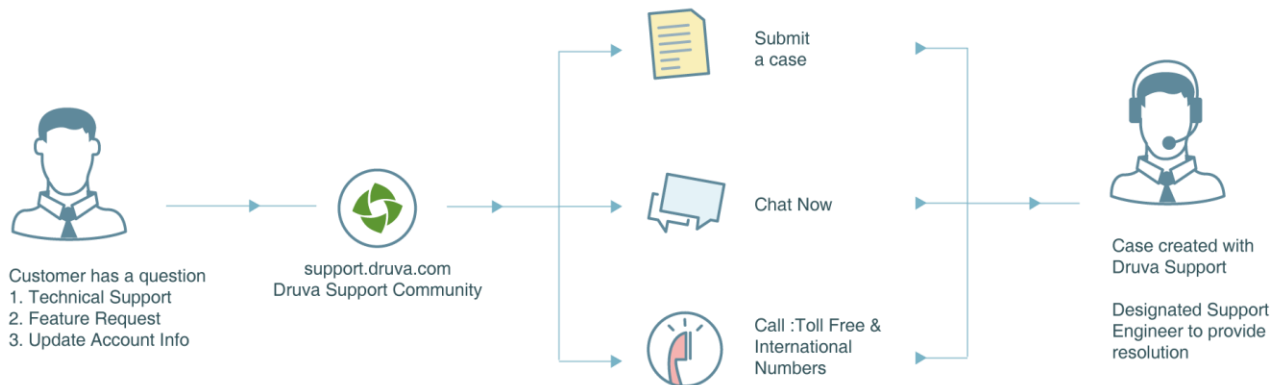 Customer has a question
1. Technical Support
2. Feature Request
3. Update Account Info
support.druva.com
Druva Support Community
Submit
a case
Chat Now
Call :Toll Free &
International
Numbers
Case created with
Druva Support
Designated Support
Engineer to provide
resolution